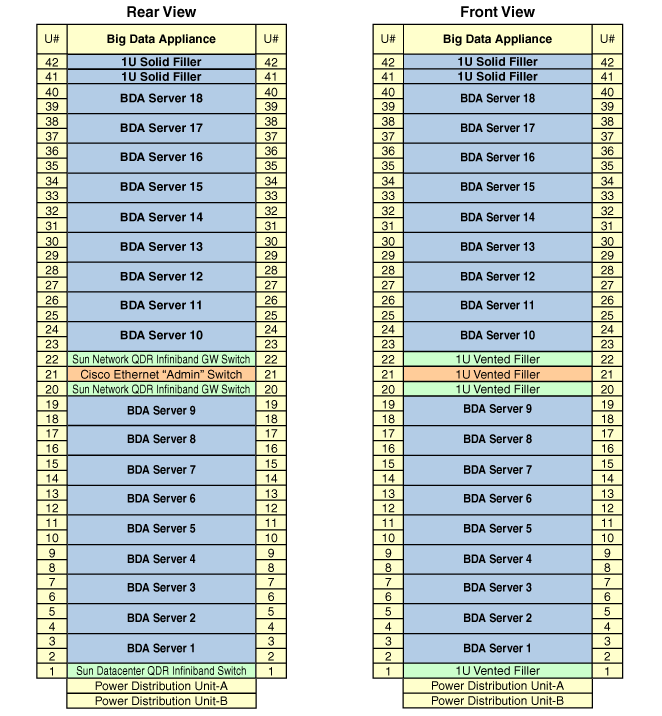 Rear View
U# Big Data Appliance U#
42 1U Solid Filler 42
41 1U Solid Filler 41
40 40
BDA Server 18
39 39
38 38
BDA Server 17
37 37
36 36
BDA Server 16
35 35
34 34
BDA Server 15
33 33
32 32
BDA Server 14
31 31
30 30
BDA Server 13
29 29
28 28
BDA Server 12
27 27
26 26
BDA Server 11
25 25
24 24
BDA Server 10
23 23
22 Sun Network QDR Infiniband GW Switch 22
21 Cisco Ethernet “Admin” Switch 21
20 Sun Network QDR Infiniband GW Switch 20
19 19
BDA Server 9
18 18
17 17
BDA Server 8
16 16
15 15
BDA Server 7
14 14
13 13
BDA Server 6
12 12
11 11
BDA Server 5
10 10
9 9
BDA Server 4
8 8
7 7
BDA Server 3
6 6
5 5
BDA Server 2
4 4
3 3
BDA Server 1
2 2
1 Sun Datacenter QDR Infiniband Switch 1
Power Distribution Unit-A
Power Distribution Unit-B
Front View
U# Big Data Appliance U#
42 1U Solid Filler 42
41 1U Solid Filler 41
40 40
BDA Server 18
39 39
38 38
BDA Server 17
37 37
36 36
BDA Server 16
35 35
34 34
BDA Server 15
33 33
32 32
BDA Server 14
31 31
30 30
BDA Server 13
29 29
28 28
BDA Server 12
27 27
26 26
BDA Server 11
25 25
24 24
BDA Server 10
23 23
22 1U Vented Filler 22
21 1U Vented Filler 21
20 1U Vented Filler 20
19 19
BDA Server 9
18 18
17 17
BDA Server 8
16 16
15 15
BDA Server 7
14 14
13 13
BDA Server 6
12 12
11 11
BDA Server 5
10 10
9 9
BDA Server 4
8 8
7 7
BDA Server 3
6 6
5 5
BDA Server 2
4 4
3 3
BDA Server 1
2 2
1 1U Vented Filler 1
Power Distribution Unit-A
Power Distribution Unit-B